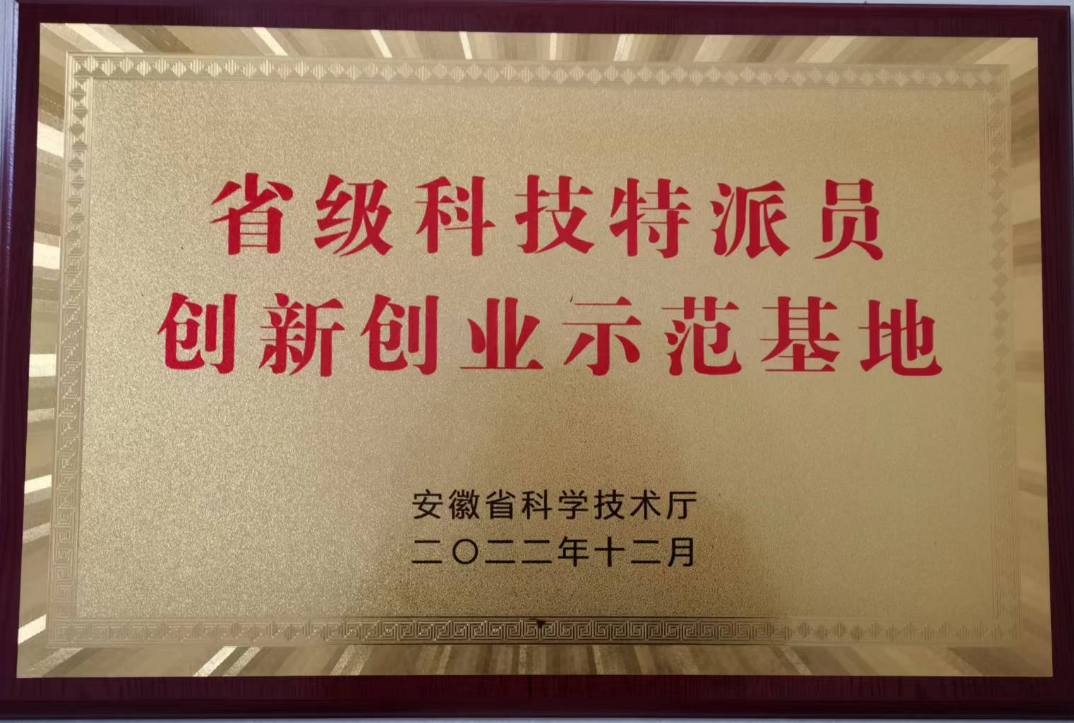 省级科技特派员
创新创业示范基地
安徽省科学技术厅
二〇二二年十二月